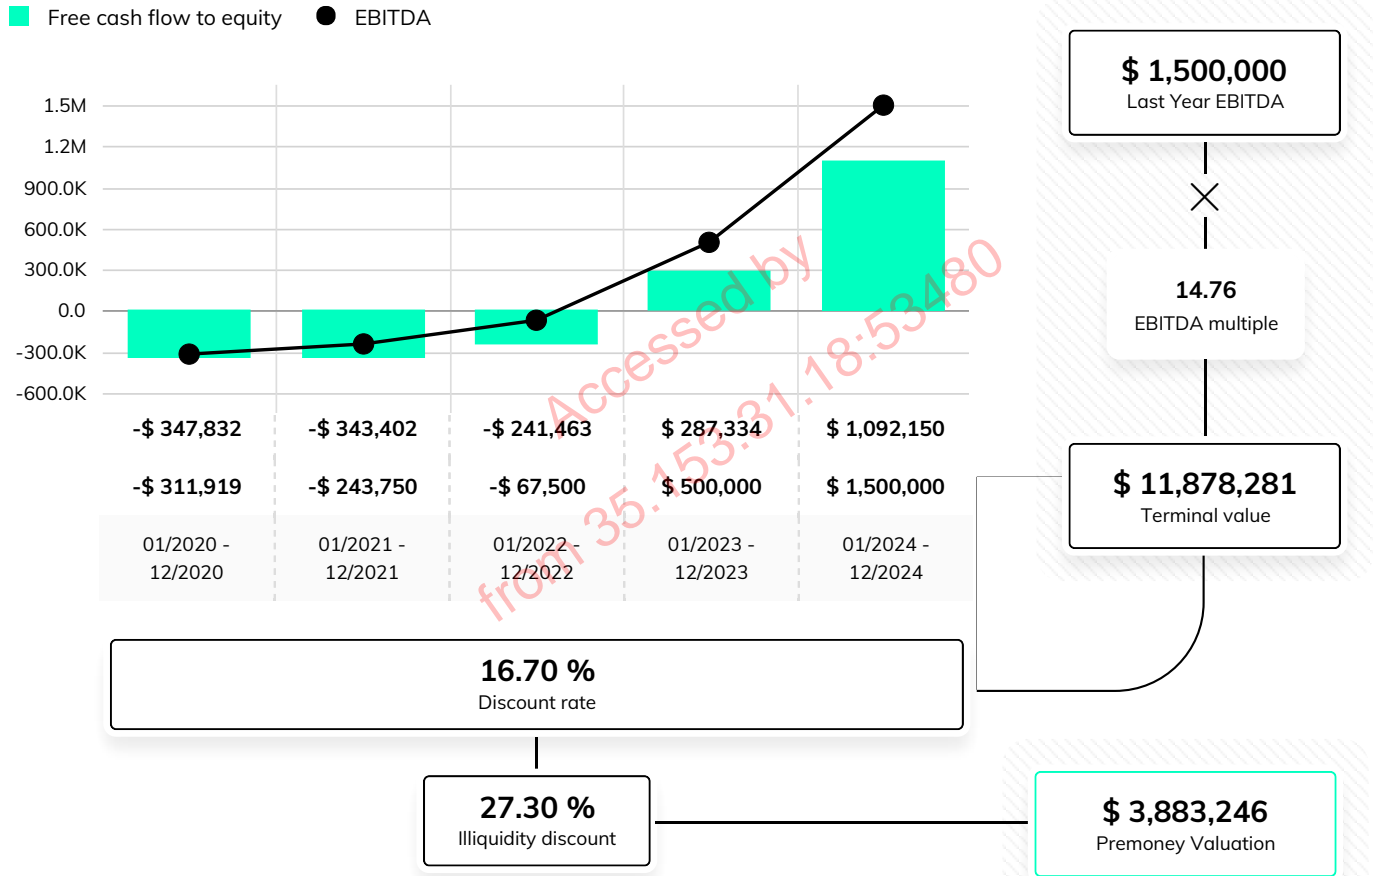 Free cash flow to equity
EBITDA
1.5M
1.2M
900.0K
600.0K
300.0K
0.0
-300.0K
-600.0K
-$ 347,832 -$ 343,402 -$ 241,463 $ 287,334 $ 1,092,150
-$ 311,919 -$ 243,750 -$ 67,500 $ 500,000 $ 1,500,000
01/2020 - 01/2021 - 01/2022 - 01/2023 - 01/2024 -
12/2020 12/2021 12/2022 12/2023 12/2024
Accessed by
from 35.153.31.18:53480
$ 1,500,000
Last Year EBITDA
14.76
EBITDA multiple
$ 11,878,281
Terminal value
16.70 %
Discount rate
27.30 %
Illiquidity discount
$ 3,883,246
Premoney Valuation